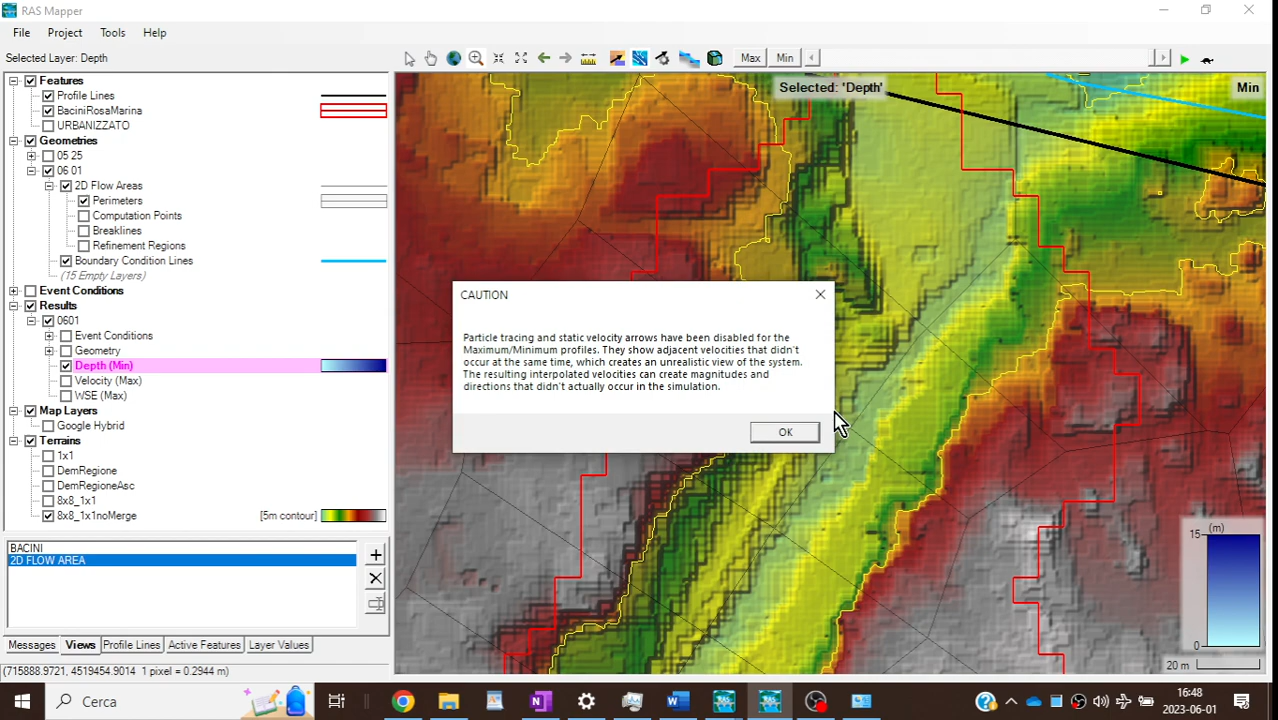 RAS Mapper
File Project Tools Help
Selected Layer: Depth
Max Min
Features
Profile Lines
BaciniRosaMarina
URBANIZZATO
Geometries
05 25
06 01
2D Flow Areas
Perimeters
Computation Points
Breaklines
Refinement Regions
Boundary Condition Lines
(15 Empty Layers)
Event Conditions
Results
0601
Event Conditions
Geometry
Depth (Min)
Velocity (Max)
WSE (Max)
Map Layers
Google Hybrid
Terrains
1x1
DemRegione
DemRegioneAsc
8x8_1x1
8x8_1x1noMerge [5m contour]
BACINI
2D FLOW AREA
Messages Views Profile Lines Active Features Layer Values
(715888.9721, 4519454.9014 1 pixel = 0.2944 m)
Selected: 'Depth'
Min
CAUTION
Particle tracing and static velocity arrows have been disabled for the
Maximum/Minimum profiles. They show adjacent velocities that didn't
occur at the same time, which creates an unrealistic view of the system.
The resulting interpolated velocities can create magnitudes and
directions that didn't actually occur in the simulation.
OK
(m)
15
0
20 m
Cerca
16:48
2023-06-01